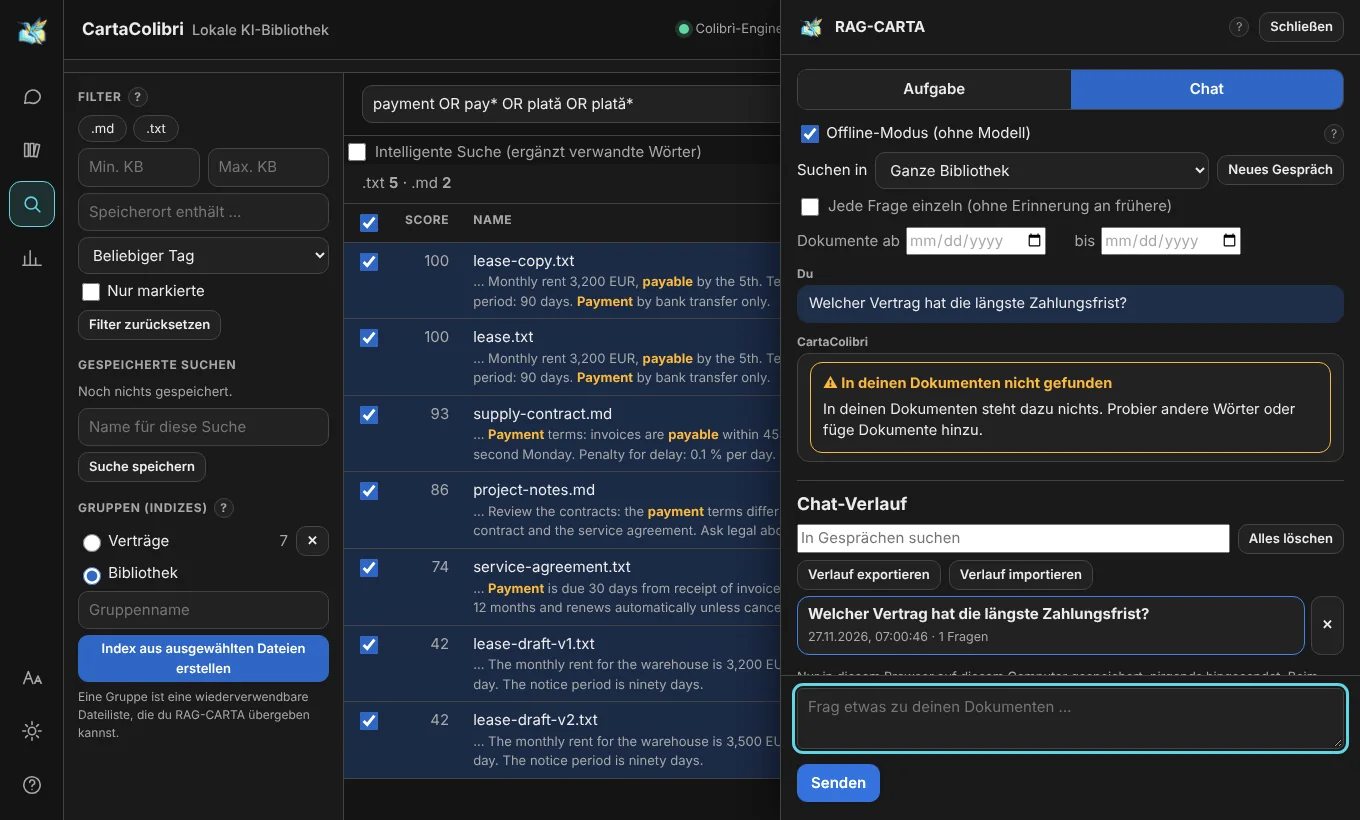 CartaColibri Lokale KI-Bibliothek
Colibrì-Engine
FILTER ?
.md .txt
Min. KB Max. KB
Speicherort enthält ...
Beliebiger Tag
Nur markierte
Filter zurücksetzen
GESPEICHERTE SUCHEN
Noch nichts gespeichert.
Name für diese Suche
Suche speichern
GRUPPEN (INDIZES) ?
Verträge 7 ×
Bibliothek
Gruppenname
Index aus ausgewählten Dateien
erstellen
Eine Gruppe ist eine wiederverwendbare
Dateiliste, die du RAG-CARTA übergeben
kannst.
AA
?
payment OR pay* OR plată OR plată*
Intelligente Suche (ergänzt verwandte Wörter)
.txt 5 · .md 2
SCORE NAME
100 lease-copy.txt
... Monthly rent 3,200 EUR, payable by the 5th. Te
period: 90 days. Payment by bank transfer only.
100 lease.txt
... Monthly rent 3,200 EUR, payable by the 5th. Te
period: 90 days. Payment by bank transfer only.
93 supply-contract.md
... Payment terms: invoices are payable within 45
second Monday. Penalty for delay: 0.1 % per day.
86 project-notes.md
... Review the contracts: the payment terms differ
contract and the service agreement. Ask legal abo
74 service-agreement.txt
... Payment is due 30 days from receipt of invoice
12 months and renews automatically unless cance
42 lease-draft-v1.txt
... The monthly rent for the warehouse is 3,200 EU
day. The notice period is ninety days.
42 lease-draft-v2.txt
... The monthly rent for the warehouse is 3,500 EU
day. The notice period is ninety days.
RAG-CARTA ? Schließen
Aufgabe Chat
Offline-Modus (ohne Modell) ?
Suchen in Ganze Bibliothek Neues Gespräch
Jede Frage einzeln (ohne Erinnerung an frühere)
Dokumente ab mm/dd/yyyy bis mm/dd/yyyy
Du
Welcher Vertrag hat die längste Zahlungsfrist?
CartaColibri
⚠ In deinen Dokumenten nicht gefunden
In deinen Dokumenten steht dazu nichts. Probier andere Wörter oder
füge Dokumente hinzu.
Chat-Verlauf
In Gesprächen suchen Alles löschen
Verlauf exportieren Verlauf importieren
Welcher Vertrag hat die längste Zahlungsfrist? ×
27.11.2026, 07:00:46 · 1 Fragen
Nur in diesem Browser auf diesem Computer gespeichert, nirgends hingesendet. Beim
Frag etwas zu deinen Dokumenten ...
Senden